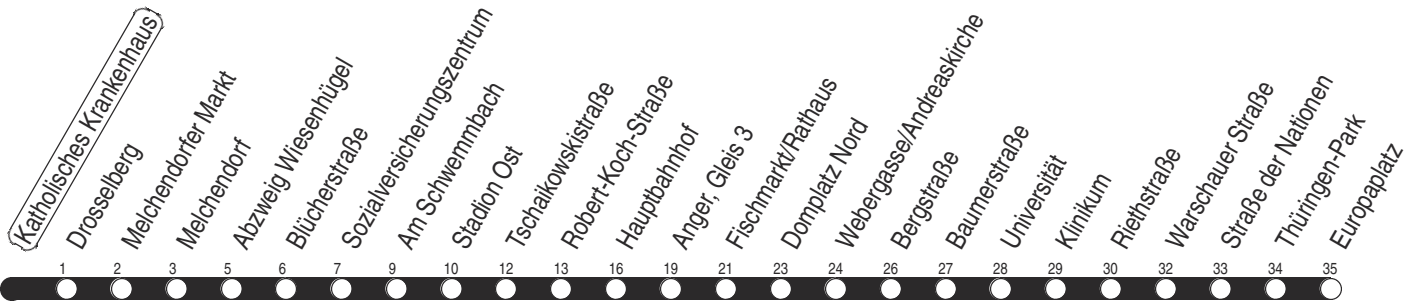 Katholisches Krankenhaus
Drosselberg
Melchendorfer Markt
Melchendorf
Abzweig Wiesenhügel
Blücherstraße
Sozialversicherungszentrum
Am Schwemmbach
Stadion Ost
Tschaikowskistraße
Robert-Koch-Straße
Hauptbahnhof
Anger, Gleis 3
Fischmarkt/Rathaus
Domplatz Nord
Webergasse/Andreaskirche
Bergstraße
Baumerstraße
Universität
Klinikum
Riethstraße
Warschauer Straße
Straße der Nationen
Thüringen-Park
Europaplatz
1 2 3 5 6 7 9 10 12 13 16 19 21 23 24 26 27 28 29 30 32 33 34 35